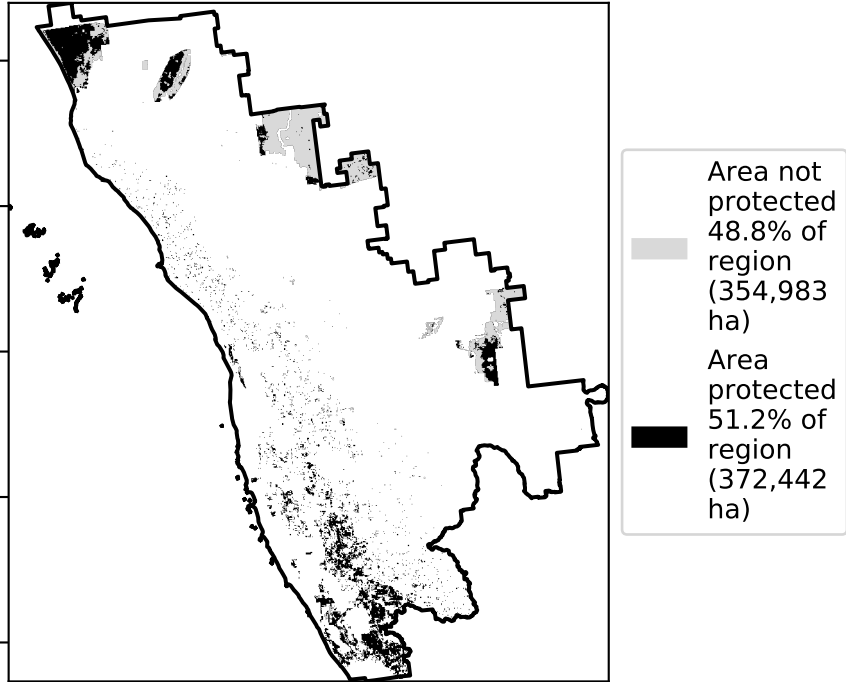 Area not
protected
48.8% of
region
(354,983
ha)
Area
protected
51.2% of
region
(372,442
ha)